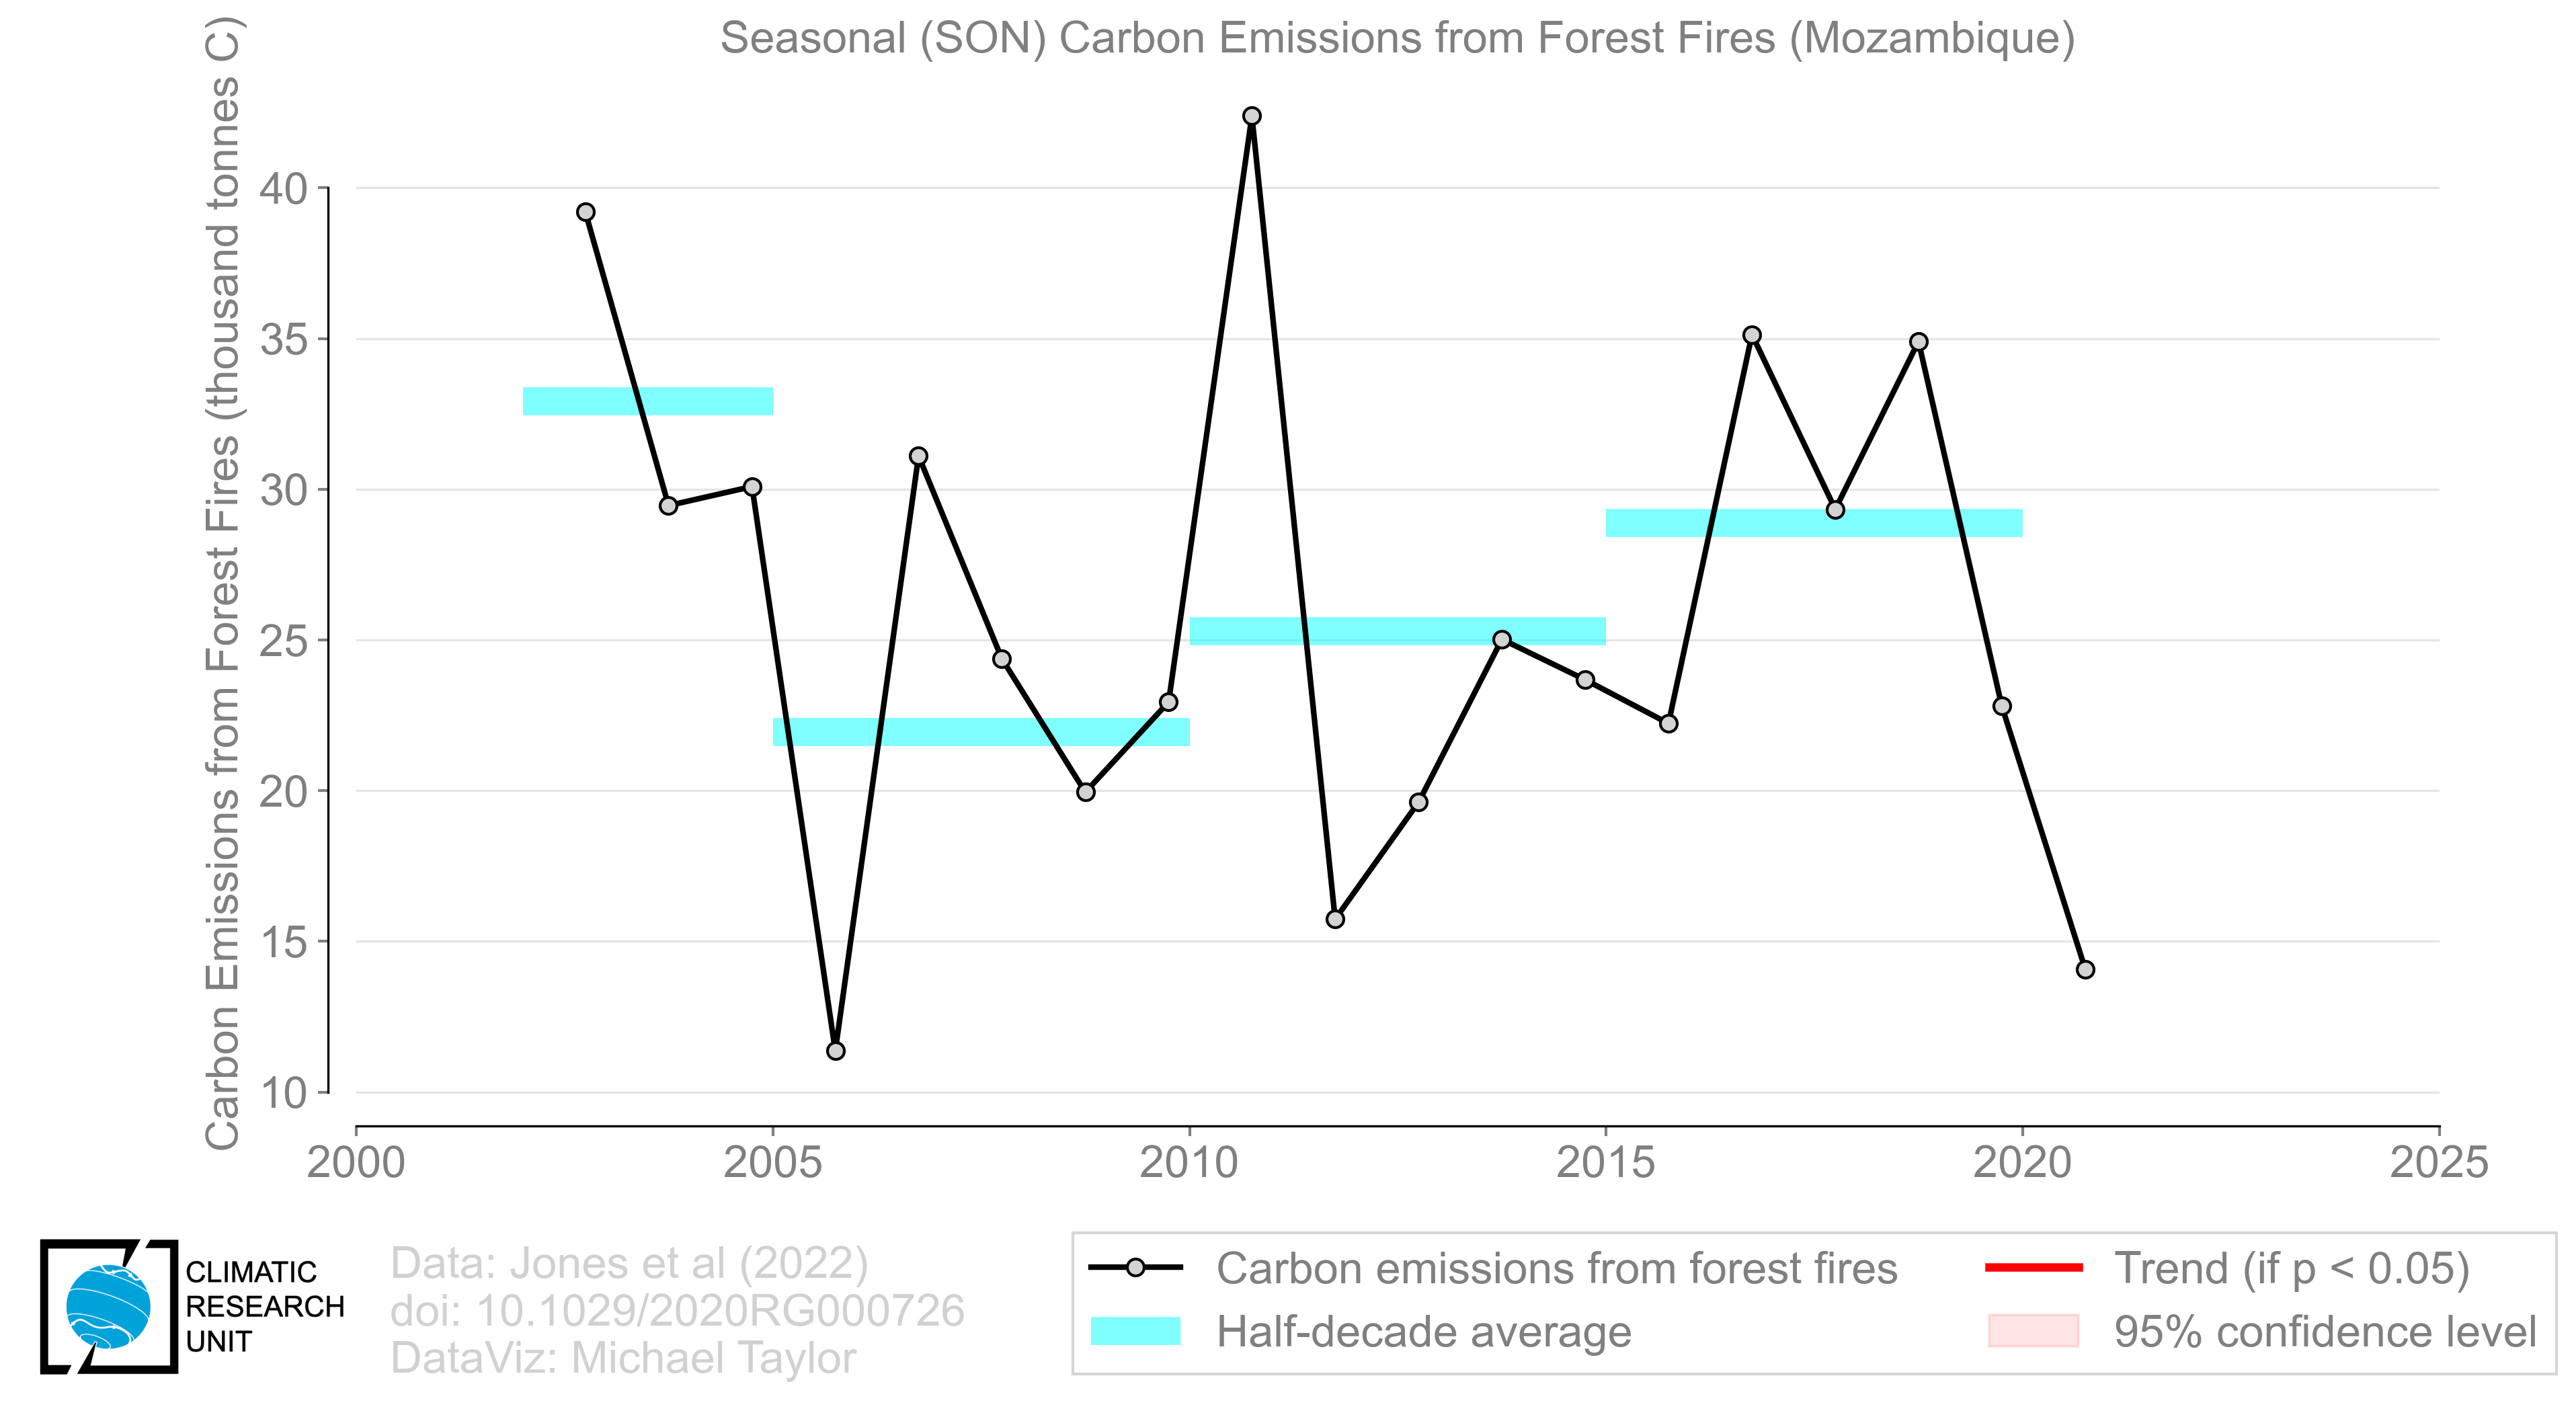 Seasonal (SON) Carbon Emissions from Forest Fires (Mozambique)
Carbon Emissions from Forest Fires (thousand tonnes C)
40
35
30
25
20
15
10
2000 2005 2010 2015 2020 2025
CLIMATIC
RESEARCH
UNIT
Data: Jones et al (2022)
doi: 10.1029/2020RG000726
DataViz: Michael Taylor
Carbon emissions from forest fires
Half-decade average
Trend (if p < 0.05)
95% confidence level